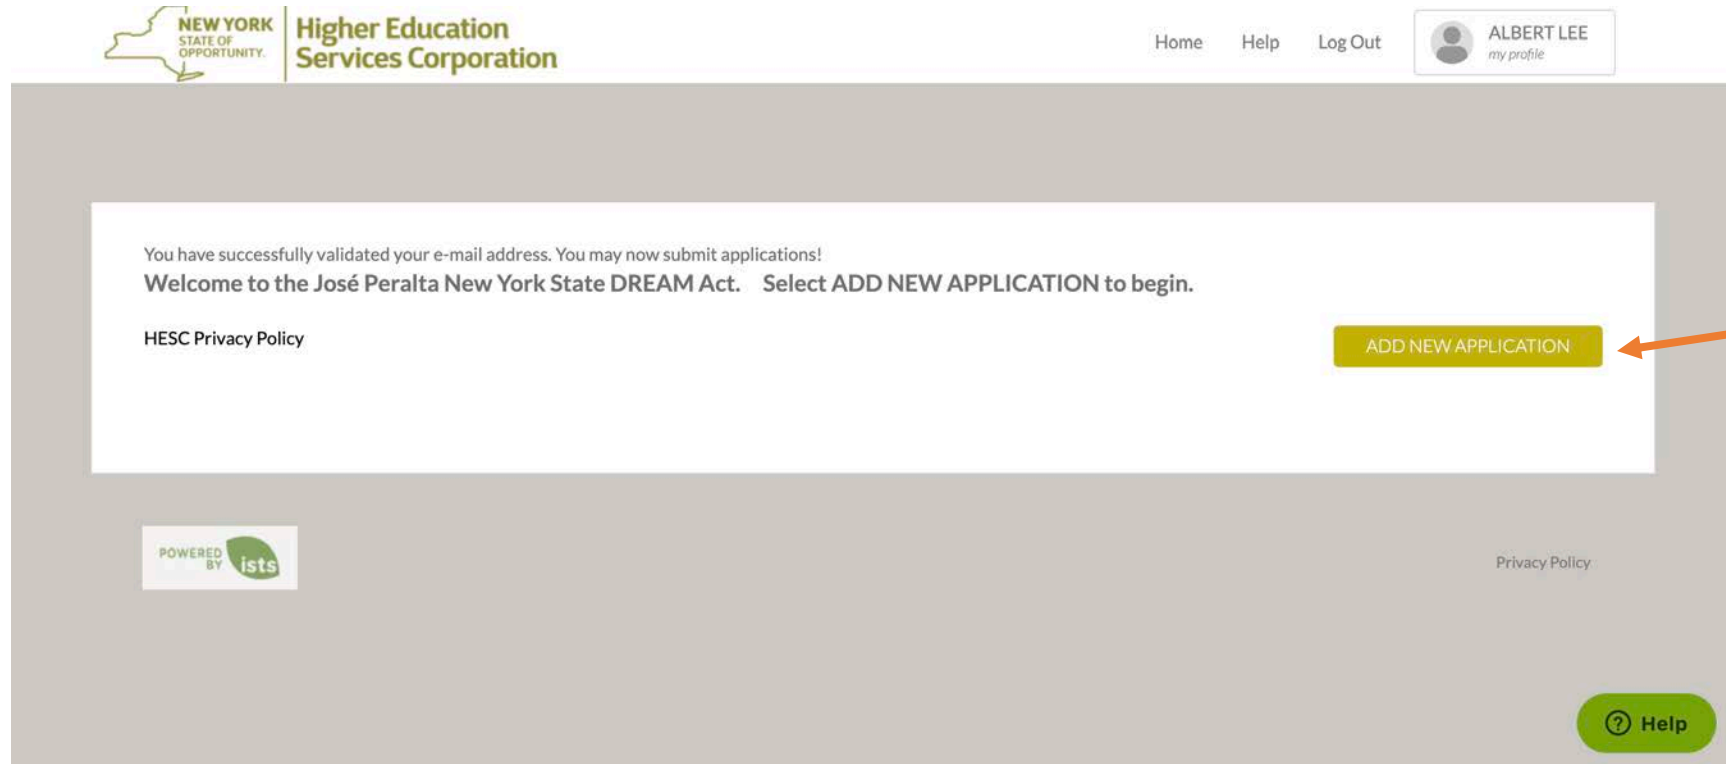 NEW YORK
STATE OF
OPPORTUNITY.
Higher Education
Services Corporation
Home Help Log Out
ALBERT LEE
my profile
You have successfully validated your e-mail address. You may now submit applications!
Welcome to the José Peralta New York State DREAM Act. Select ADD NEW APPLICATION to begin.
HESC Privacy Policy
ADD NEW APPLICATION
POWERED
BY ists
Privacy Policy
? Help